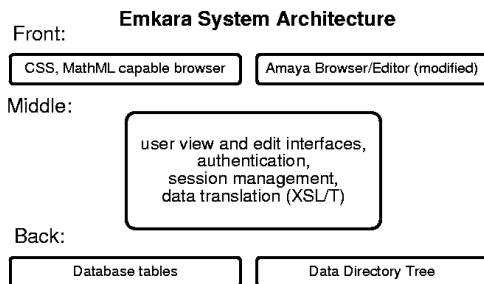 Emkara System Architecture
Front:
CSS, MathML capable browser
Amaya Browser/Editor (modified)
Middle:
user view and edit interfaces,
authentication,
session management,
data translation (XSL/T)
Back:
Database tables
Data Directory Tree